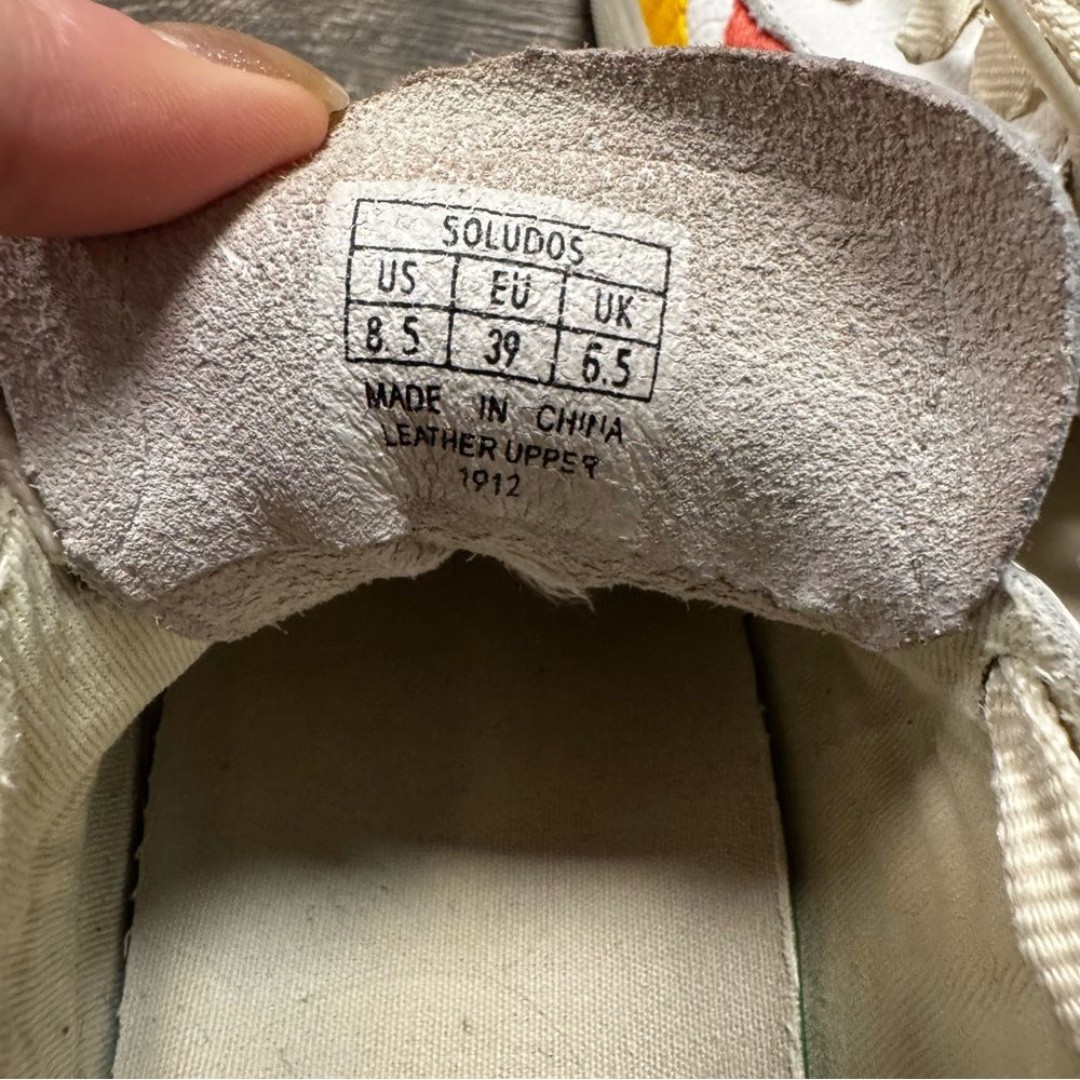 SOLUDOS
US EU UK
8.5 39 6.5
MADE IN CHINA
LEATHER UPPER
1912